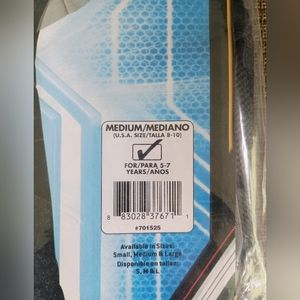 MEDIUM/MEDIANO
(U.S.A. SIZE/TALLA 8-10)
FOR/PARA 5-7
YEARS/AÑOS
8 83028 37671 1
#701525
Available in Sizes:
Small, Medium & Large
Disponible en tallas:
S, M & L